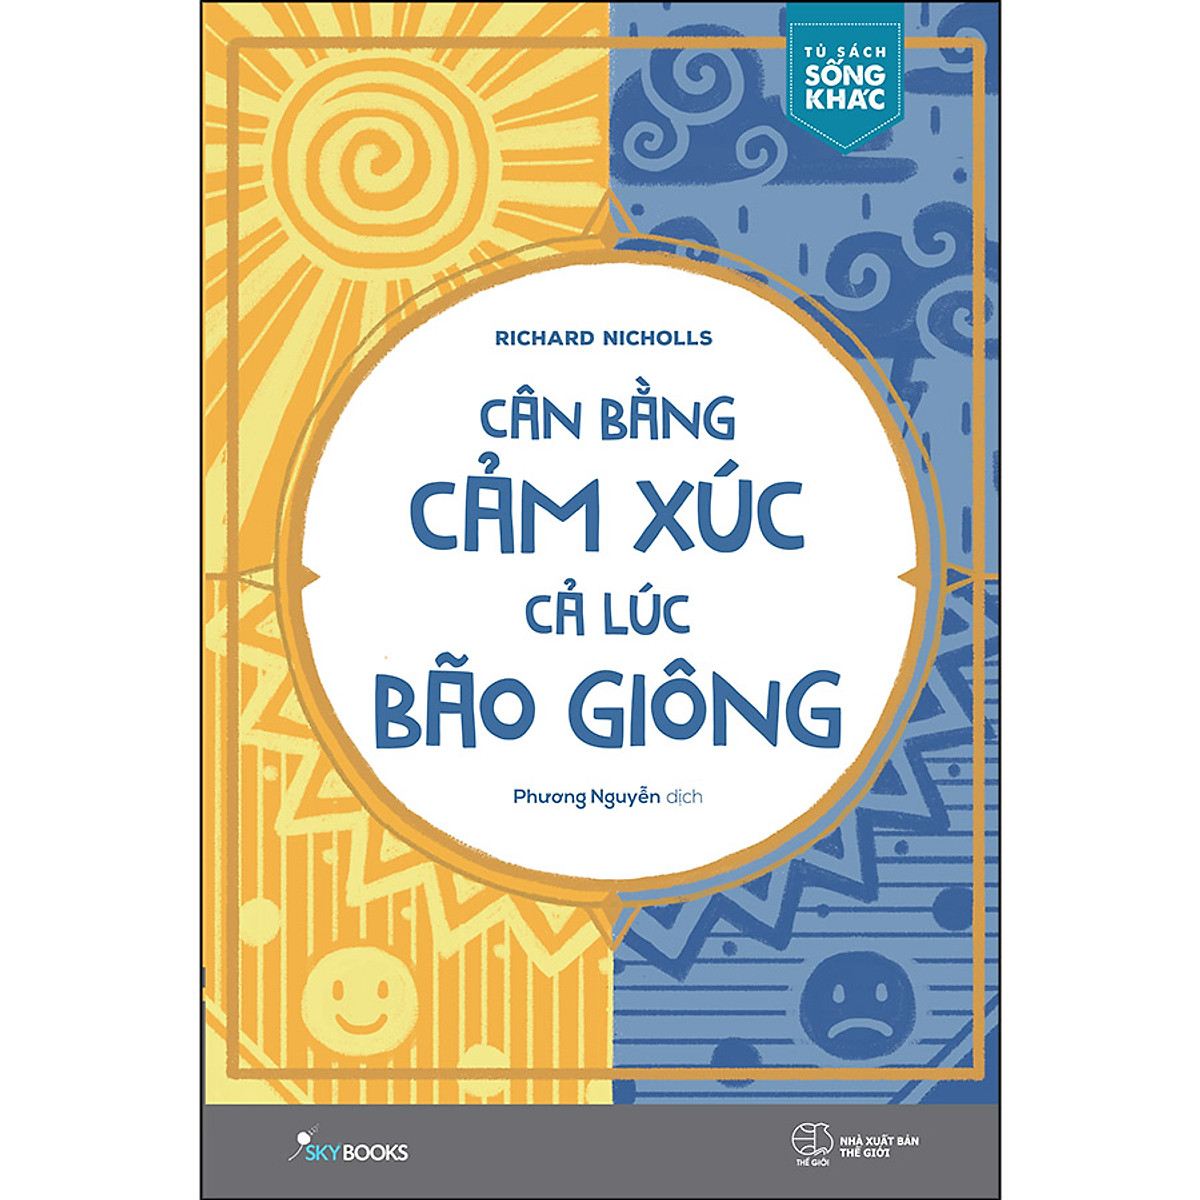 TỦ SÁCH
SỐNG
KHÁC
RICHARD NICHOLLS
CÂN BẰNG
CẢM XÚC
CẢ LÚC
BÃO GIÔNG
Phương Nguyễn dịch
SKYBOOKS
THẾ GIỚI
NHÀ XUẤT BẢN
THẾ GIỚI